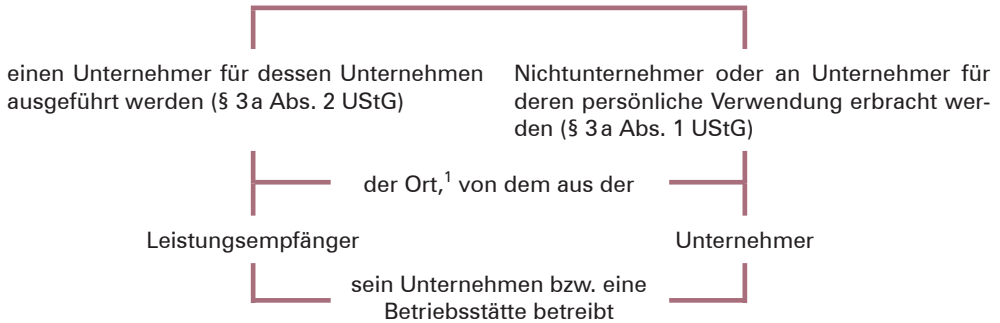 einen Unternehmer für dessen Unternehmen
ausgeführt werden (§ 3a Abs. 2 UStG)
Nichtunternehmer oder an Unternehmer für
deren persönliche Verwendung erbracht wer-
den (§ 3a Abs. 1 UStG)
der Ort,¹ von dem aus der
Leistungsempfänger
Unternehmer
sein Unternehmen bzw. eine
Betriebsstätte betreibt